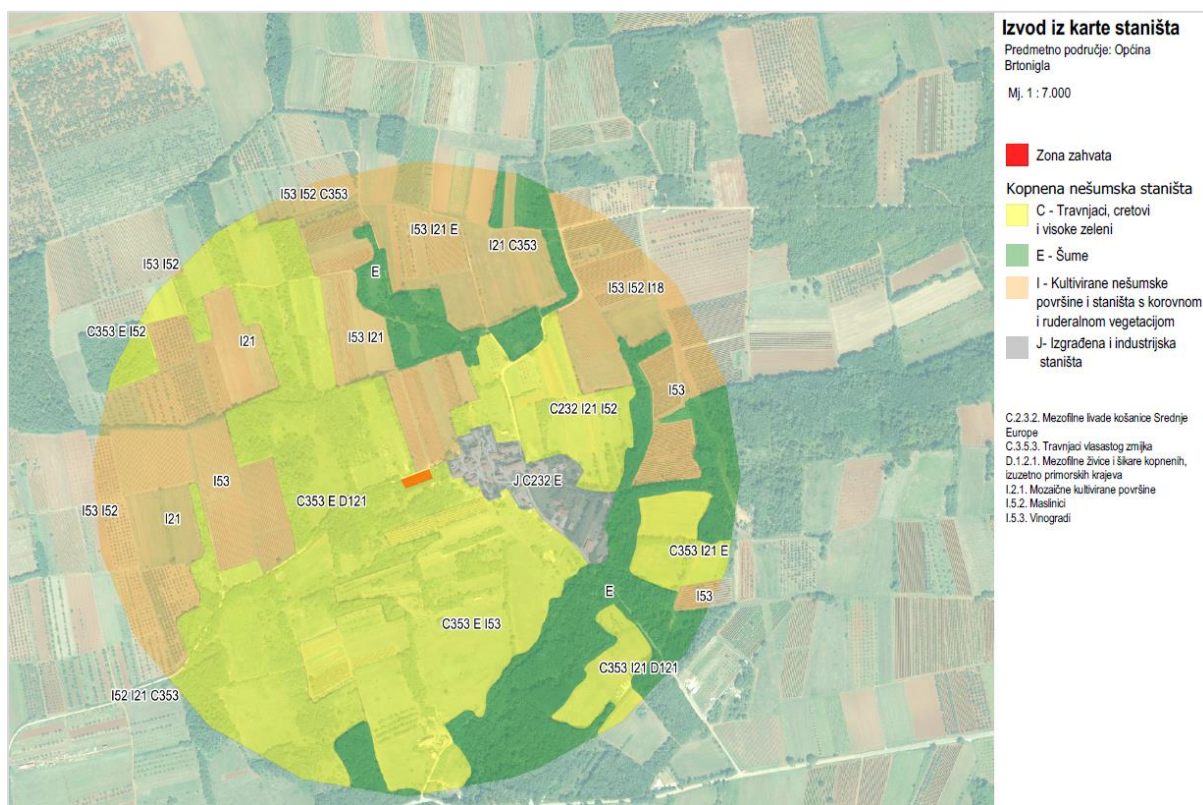 Izvod iz karte staništa
Predmetno područje: Općina
Brtonigla
Mj. 1 : 7.000
Zona zahvata
Kopnena nešumska staništa
C - Travnjaci, cretovi
i visoke zeleni
E - Šume
I - Kultivirane nešumske
površine i staništa s korovnom
i ruderalnom vegetacijom
J- Izgrađena i industrijska
staništa
C.2.3.2. Mezofilne livade košanice Srednje
Europe
C.3.5.3. Travnjaci vlasastog zmijka
D.1.2.1. Mezofilne živice i šikare kopnenih,
izuzetno primorskih krajeva
I.2.1. Mozaične kultivirane površine
I.5.2. Maslinici
I.5.3. Vinogradi
I53 I52 C353
I53 I21 E
I21 C353
E
I53 I52
I53 I52 I18
C353 E I52
I21
I53 I21
I53
C232 I21 I52
I53
J C232 E
C353 E D121
I53 I52
I21
C353 I21 E
E
I53
C353 E I53
C353 I21 D121
I52 I21 C353